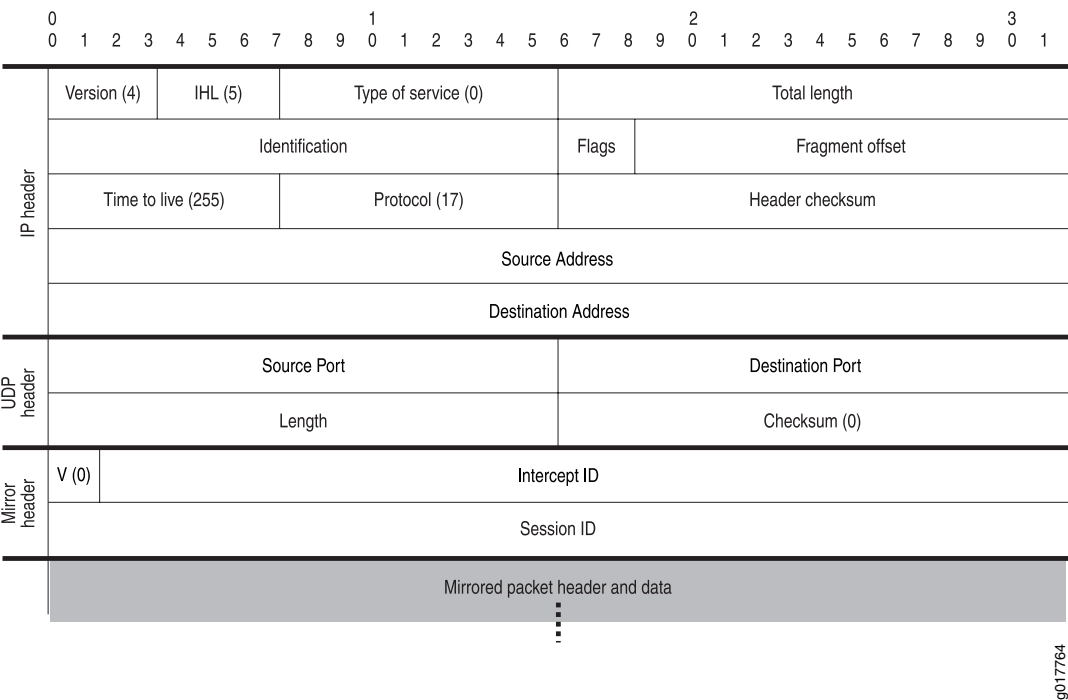 0 1 2 3
0 1 2 3 4 5 6 7 8 9 0 1 2 3 4 5 6 7 8 9 0 1 2 3 4 5 6 7 8 9 0 1
IP header
Version (4) IHL (5) Type of service (0) Total length
Identification Flags Fragment offset
Time to live (255) Protocol (17) Header checksum
Source Address
Destination Address
UDP
header
Source Port Destination Port
Length Checksum (0)
Mirror
header
V (0) Intercept ID
Session ID
Mirrored packet header and data
g017764